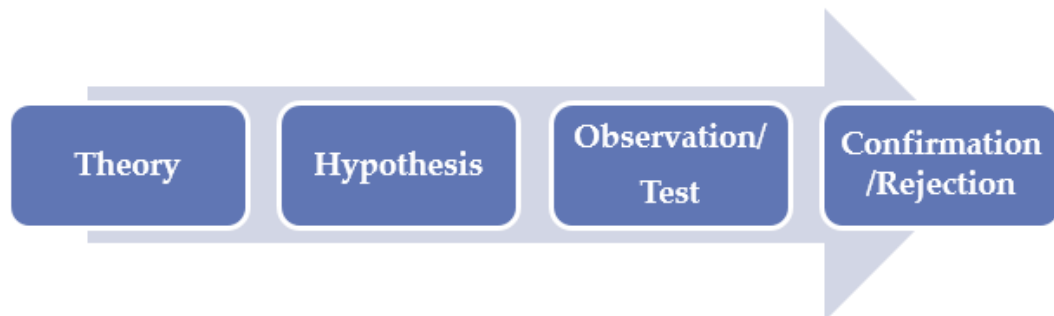 Theory
Hypothesis
Observation/
Test
Confirmation
/Rejection